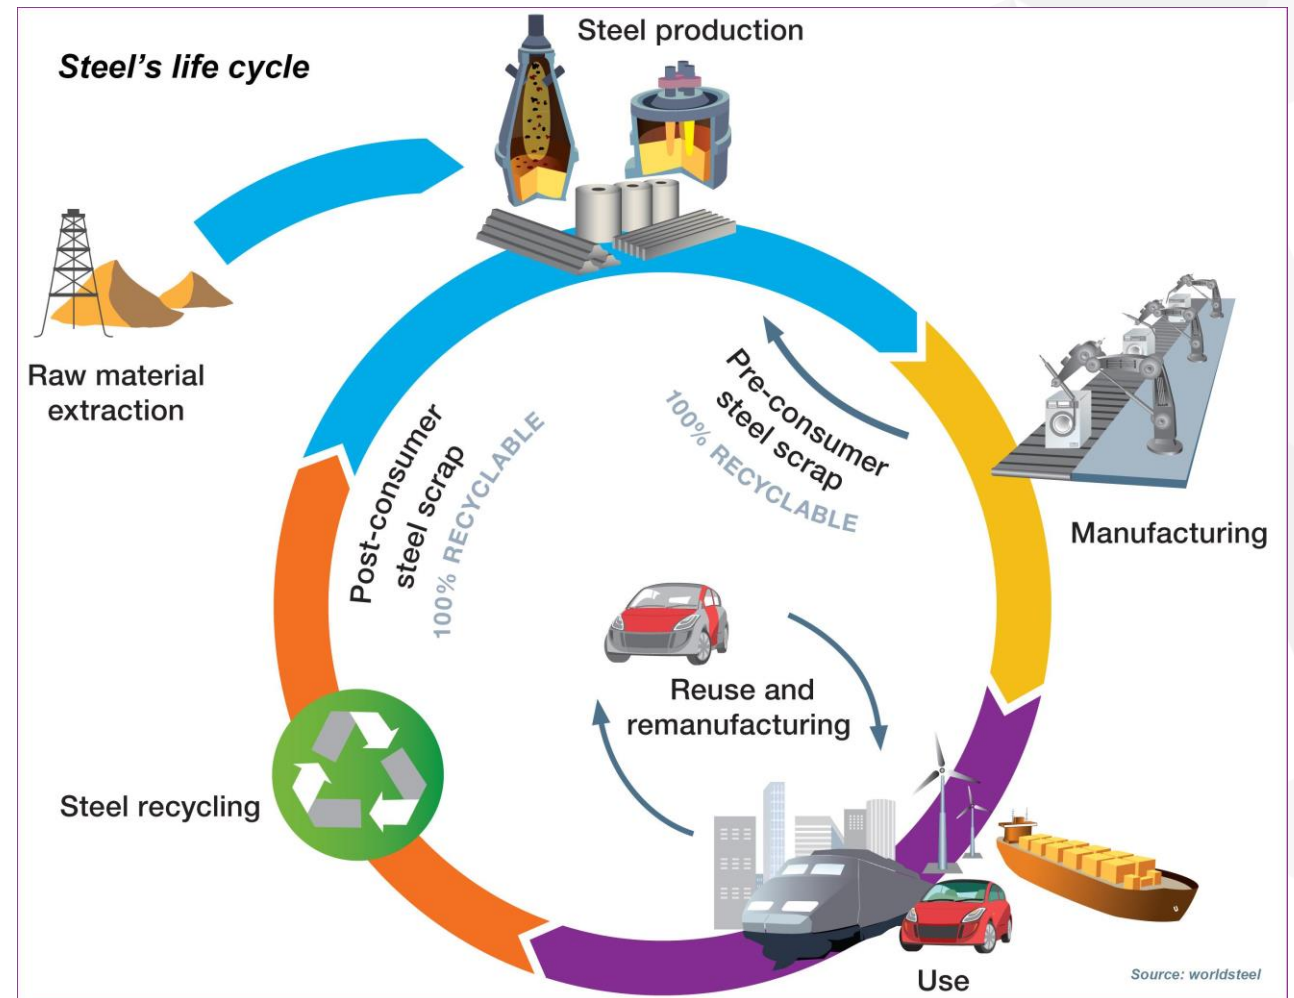 Steel’s life cycle
Steel production
Raw material
extraction
Pre-consumer
steel scrap
100% RECYCLABLE
Post-consumer
steel scrap
100% RECYCLABLE
Manufacturing
Reuse and
remanufacturing
Steel recycling
Use
Source: worldsteel